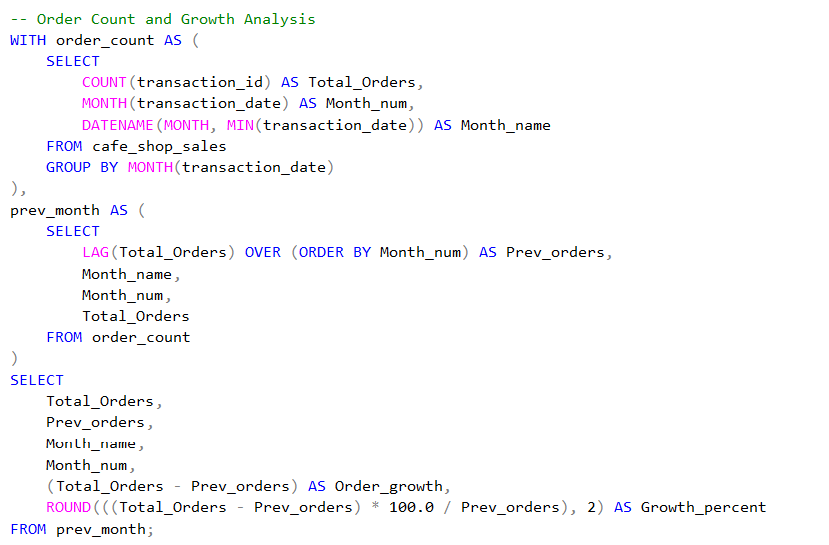 -- Order Count and Growth Analysis
WITH order_count AS (
    SELECT
        COUNT(transaction_id) AS Total_Orders,
        MONTH(transaction_date) AS Month_num,
        DATENAME(MONTH, MIN(transaction_date)) AS Month_name
    FROM cafe_shop_sales
    GROUP BY MONTH(transaction_date)
),
prev_month AS (
    SELECT
        LAG(Total_Orders) OVER (ORDER BY Month_num) AS Prev_orders,
        Month_name,
        Month_num,
        Total_Orders
    FROM order_count
)
SELECT
    Total_Orders,
    Prev_orders,
    Month_name,
    Month_num,
    (Total_Orders - Prev_orders) AS Order_growth,
    ROUND(((Total_Orders - Prev_orders) * 100.0 / Prev_orders), 2) AS Growth_percent
FROM prev_month;